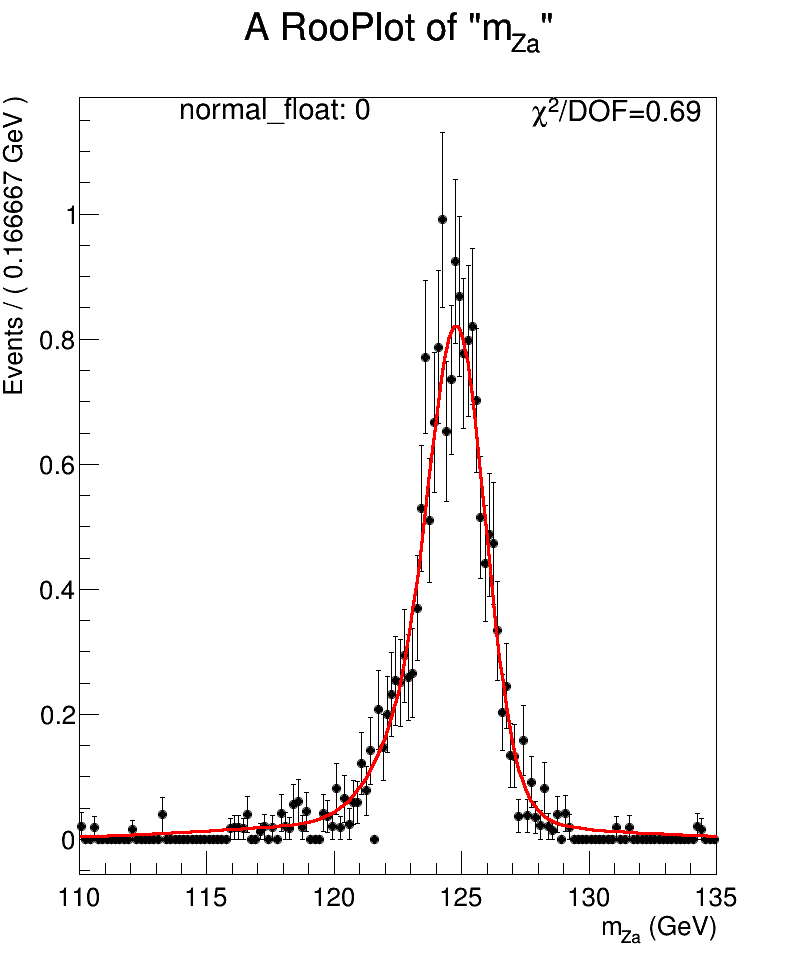 A RooPlot of "m_Za"
normal_float: 0
χ²/DOF=0.69
Events / ( 0.166667 GeV )
1
0.8
0.6
0.4
0.2
0
110 115 120 125 130 135
m_Za (GeV)